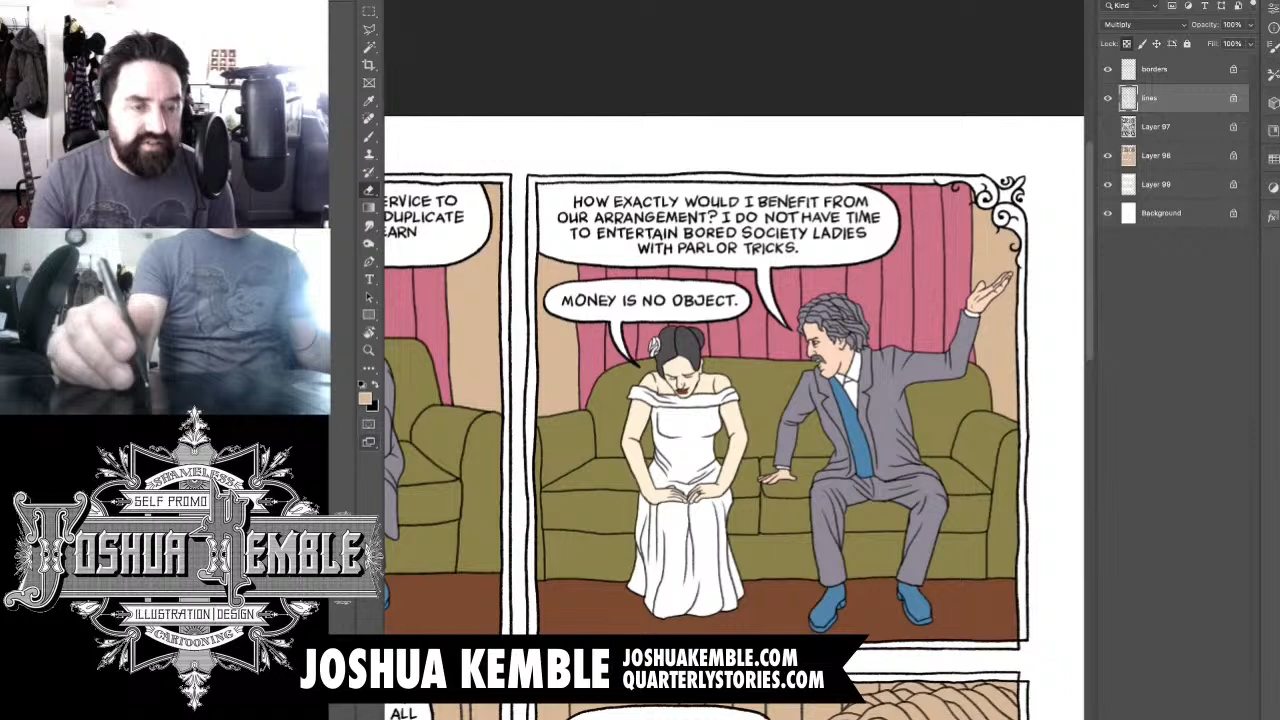 Kind
Multiply
Opacity: 100%
Lock:
Fill: 100%
borders
lines
Layer 97
Layer 98
Layer 99
Background
ERVICE TO
DUPLICATE
EARN
HOW EXACTLY WOULD I BENEFIT FROM
OUR ARRANGEMENT? I DO NOT HAVE TIME
TO ENTERTAIN BORED SOCIETY LADIES
WITH PARLOR TRICKS.
MONEY IS NO OBJECT.
ALL
SHAMELESS
SELF PROMO
JOSHUA KEMBLE
ILLUSTRATION|DESIGN
CARTOONING
JOSHUA KEMBLE
JOSHUAKEMBLE.COM
QUARTERLYSTORIES.COM